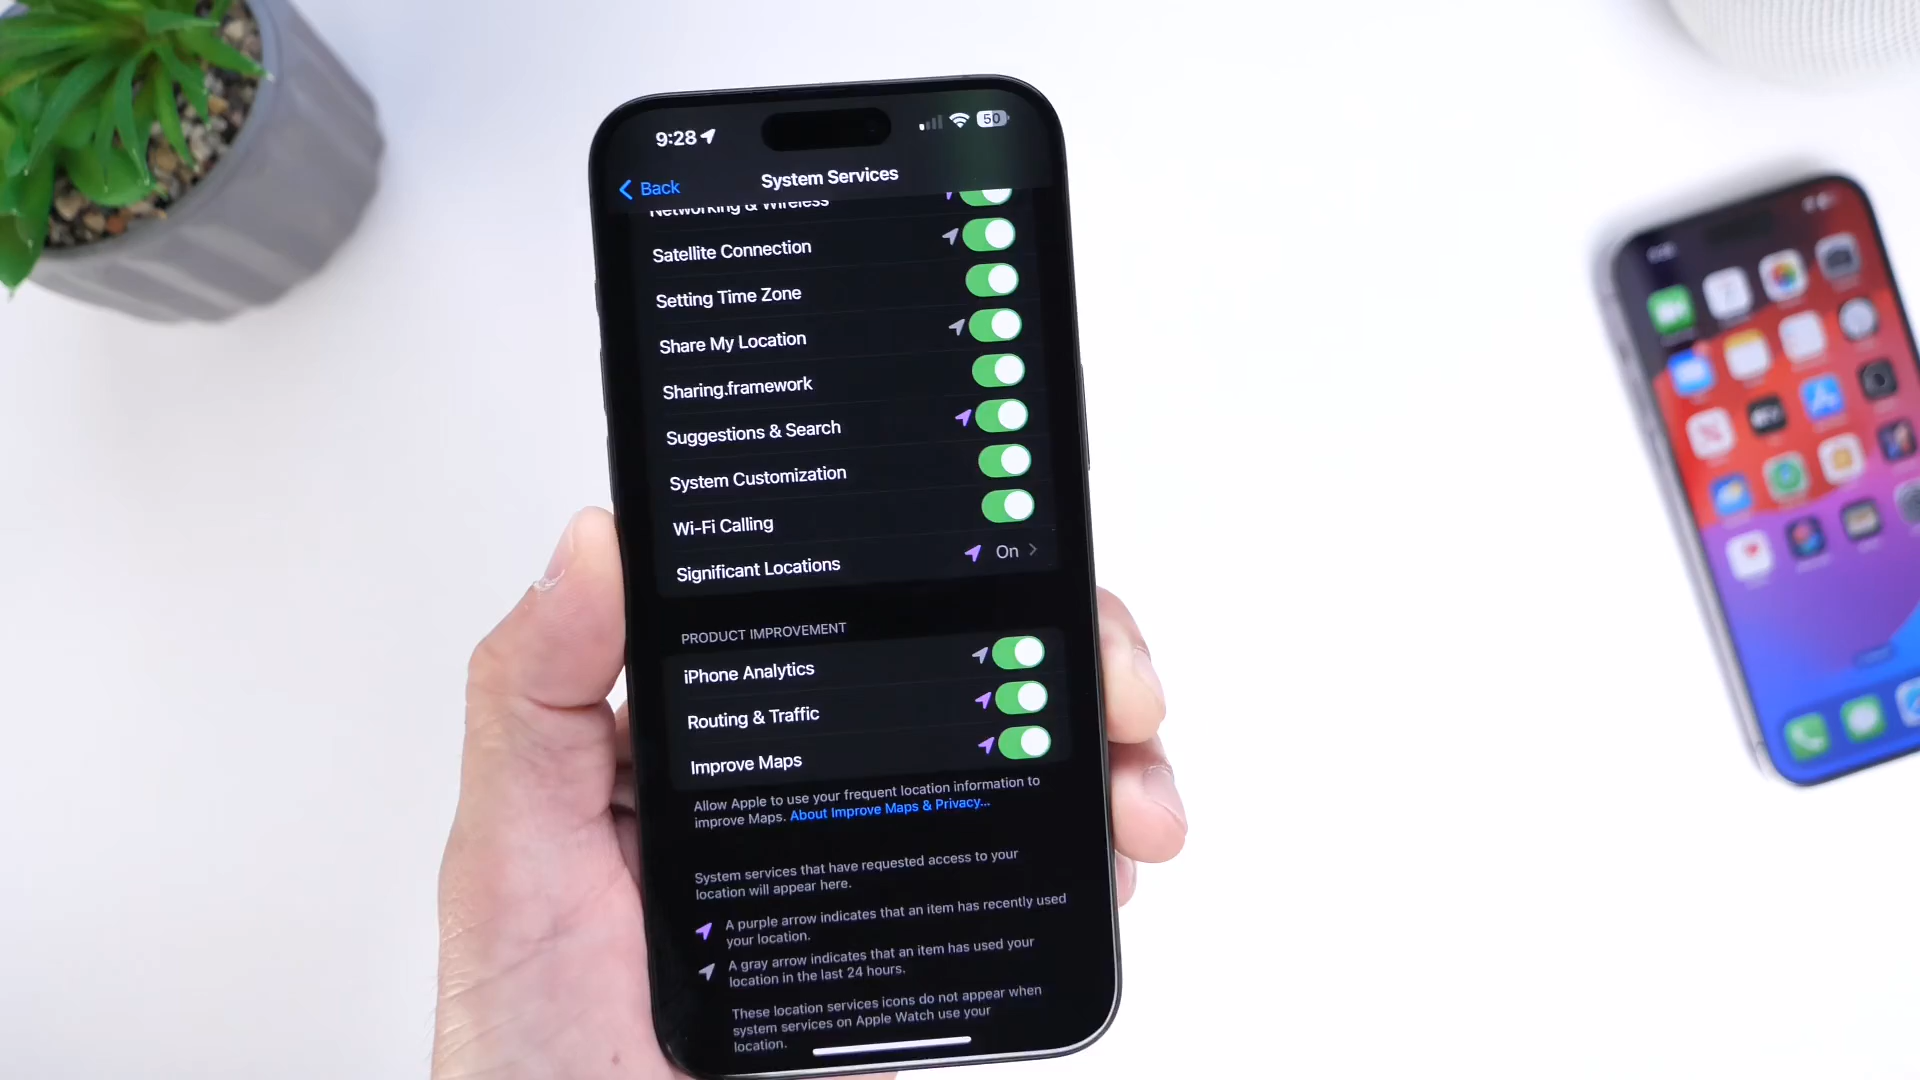 9:28
50
Back
System Services
Networking & Wireless
Satellite Connection
Setting Time Zone
Share My Location
Sharing.framework
Suggestions & Search
System Customization
Wi-Fi Calling
Significant Locations On
PRODUCT IMPROVEMENT
iPhone Analytics
Routing & Traffic
Improve Maps
Allow Apple to use your frequent location information to
improve Maps. About Improve Maps & Privacy...
System services that have requested access to your
location will appear here.
A purple arrow indicates that an item has recently used
your location.
A gray arrow indicates that an item has used your
location in the last 24 hours.
These location services icons do not appear when
system services on Apple Watch use your
location.